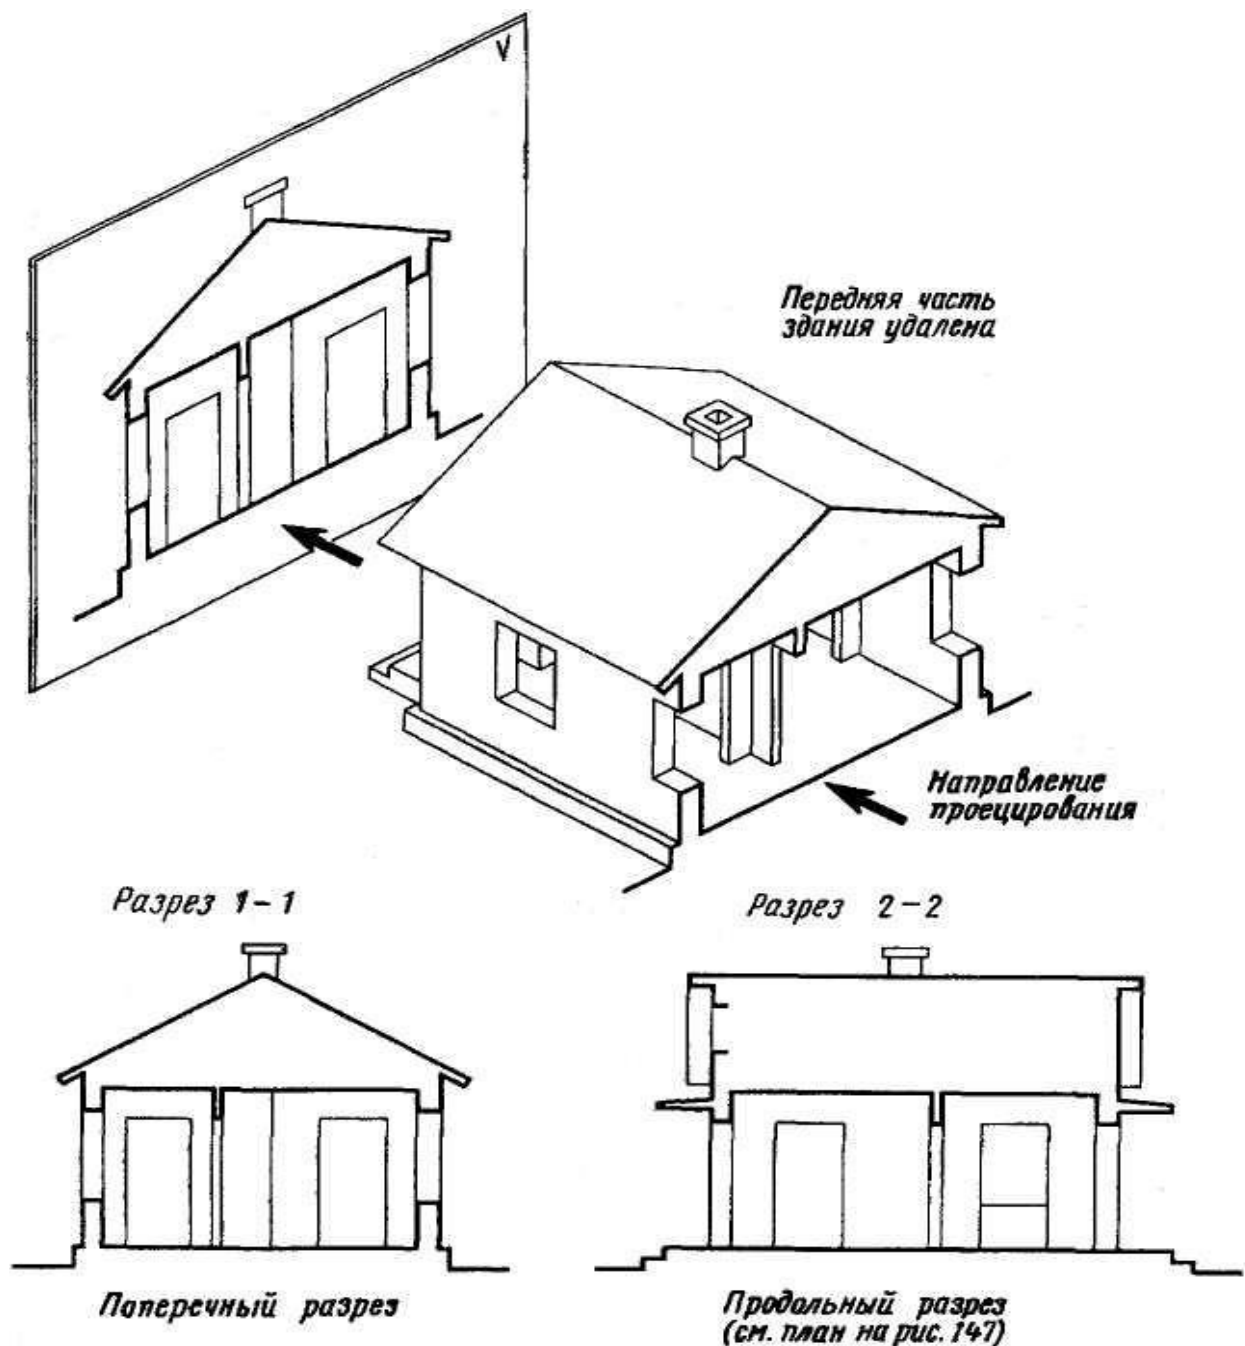 V
Передняя часть
здания удалена
Направление
проецирования
Разрез 1-1
Разрез 2-2
Поперечный разрез
Продольный разрез
(см. план на рис. 147)